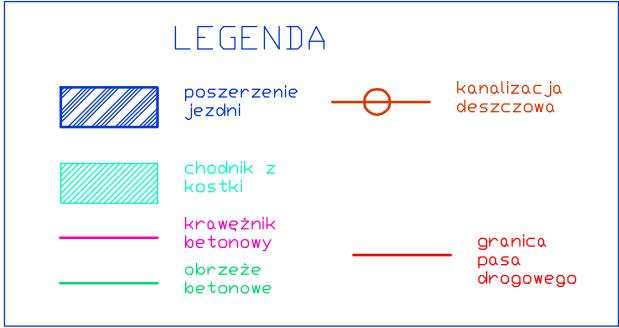 LEGENDA
poszerzenie
jezdni
kanalizacja
deszczowa
chodnik z
kostki
krawężnik
betonowy
obrzeże
betonowe
granica
pasa
drogowego